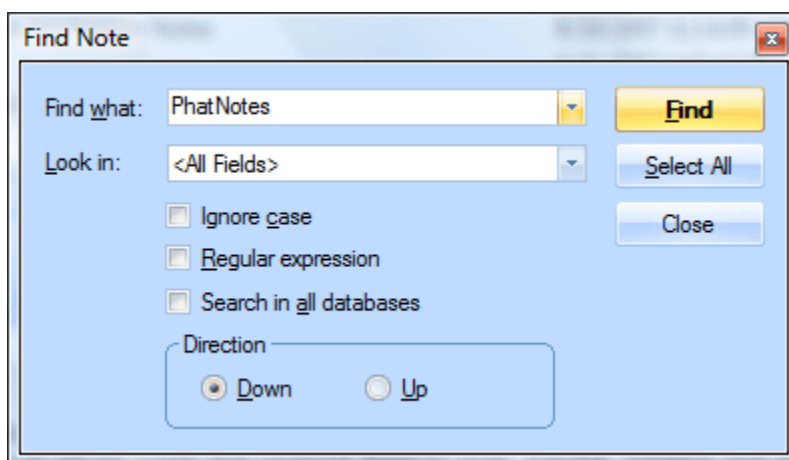 Find Note
Find what: PhatNotes Find
Look in: <All Fields> Select All
Ignore case Close
Regular expression
Search in all databases
Direction
Down Up